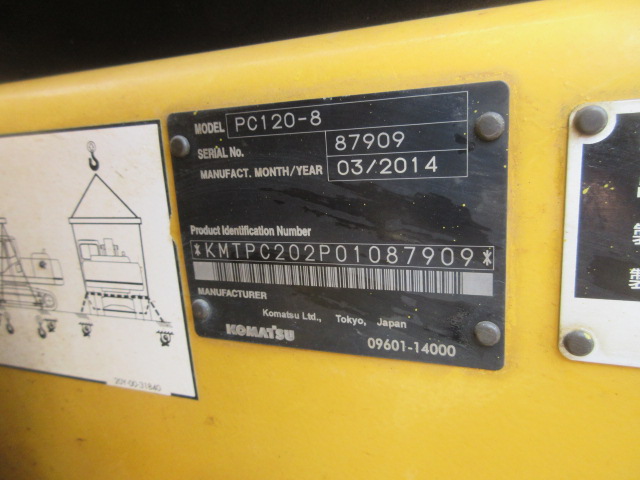 MODEL PC120-8
SERIAL No. 87909
MANUFACT. MONTH/YEAR 03/2014
Product Identification Number
*KMTPC202P01087909*
MANUFACTURER
Komatsu Ltd., Tokyo, Japan
KOMATSU
09601-14000